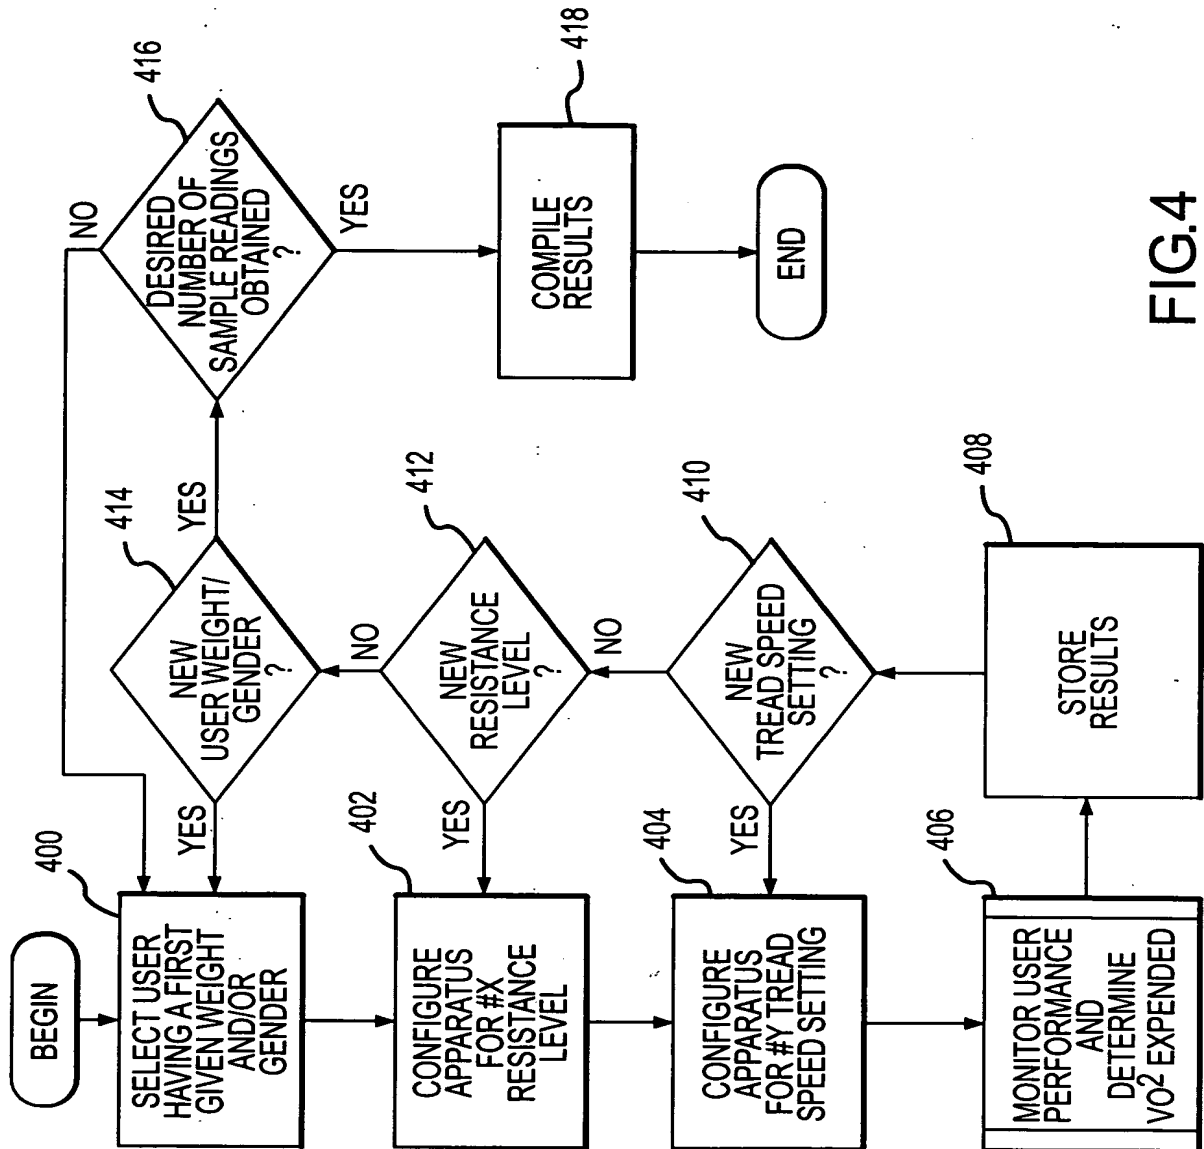 BEGIN
400
SELECT USER
HAVING A FIRST
GIVEN WEIGHT
AND/OR
GENDER
402
CONFIGURE
APPARATUS
FOR #X
RESISTANCE
LEVEL
404
CONFIGURE
APPARATUS
FOR #Y TREAD
SPEED SETTING
406
MONITOR USER
PERFORMANCE
AND
DETERMINE
VO² EXPENDED
408
STORE
RESULTS
410
NEW
TREAD SPEED
SETTING
?
YES
NO
412
NEW
RESISTANCE
LEVEL
?
YES
NO
414
NEW
USER WEIGHT/
GENDER
?
YES
YES
416
DESIRED
NUMBER OF
SAMPLE READINGS
OBTAINED
?
NO
YES
418
COMPILE
RESULTS
END
FIG.4